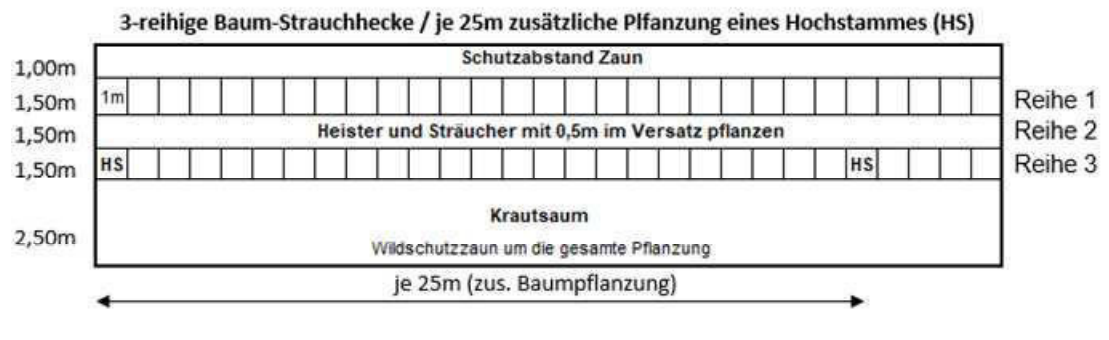 3-reihige Baum-Strauchhecke / je 25m zusätzliche Plfanzung eines Hochstammes (HS)
Schutzabstand Zaun
1,00m
1,50m 1m Reihe 1
1,50m Heister und Sträucher mit 0,5m im Versatz pflanzen Reihe 2
1,50m HS HS Reihe 3
Krautsaum
2,50m
Wildschutzzaun um die gesamte Pflanzung
je 25m (zus. Baumpflanzung)